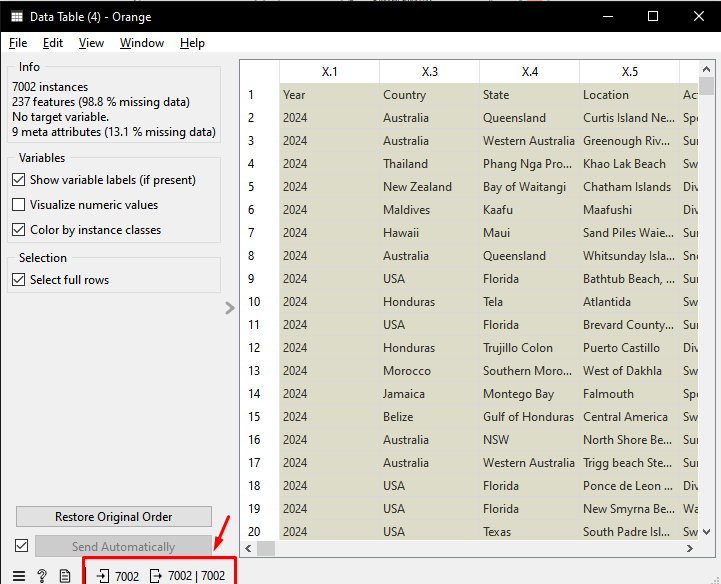 Data Table (4) - Orange
File Edit View Window Help
Info
7002 instances
237 features (98.8 % missing data)
No target variable.
9 meta attributes (13.1 % missing data)
Variables
Show variable labels (if present)
Visualize numeric values
Color by instance classes
Selection
Select full rows
Restore Original Order
Send Automatically
7002 7002 | 7002
X.1 X.3 X.4 X.5
1 Year Country State Location Ac
2 2024 Australia Queensland Curtis Island Ne... Spe
3 2024 Australia Western Australia Greenough Riv... Sur
4 2024 Thailand Phang Nga Pro... Khao Lak Beach Sw
5 2024 New Zealand Bay of Waitangi Chatham Islands Div
6 2024 Maldives Kaafu Maafushi Div
7 2024 Hawaii Maui Sand Piles Waie... Sur
8 2024 Australia Queensland Whitsunday Isla... Sno
9 2024 USA Florida Bathtub Beach, ... Sur
10 2024 Honduras Tela Atlantida Sw
11 2024 USA Florida Brevard County... Sur
12 2024 Honduras Trujillo Colon Puerto Castillo Div
13 2024 Morocco Southern Moro... West of Dakhla Sw
14 2024 Jamaica Montego Bay Falmouth Spe
15 2024 Belize Gulf of Honduras Central America Sw
16 2024 Australia NSW North Shore Be... Sur
17 2024 Australia Western Australia Trigg beach Ste... Sur
18 2024 USA Florida Ponce de Leon ... Div
19 2024 USA Florida New Smyrna Be... Wa
20 2024 USA Texas South Padre Isl... Sw